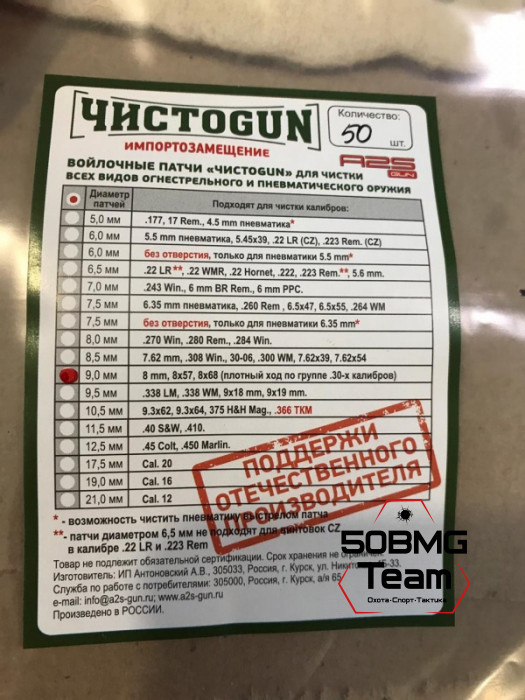 ЧИСТОGUN
ИМПОРТОЗАМЕЩЕНИЕ
Количество:
50 шт.
A2S
GUN
ВОЙЛОЧНЫЕ ПАТЧИ «ЧИСТОGUN» ДЛЯ ЧИСТКИ
ВСЕХ ВИДОВ ОГНЕСТРЕЛЬНОГО И ПНЕВМАТИЧЕСКОГО ОРУЖИЯ
Диаметр патчей Подходят для чистки калибров:
5,0 мм .177, 17 Rem., 4.5 mm пневматика*
6,0 мм 5.5 mm пневматика, 5.45x39, .22 LR (CZ), .223 Rem. (CZ)
6,0 мм без отверстия, только для пневматики 5.5 mm*
6,5 мм .22 LR**, .22 WMR, .22 Hornet, .222, .223 Rem.**, 5.6 mm.
7,0 мм .243 Win., 6 mm BR Rem., 6 mm PPC.
7,5 мм 6.35 mm пневматика, .260 Rem , 6.5x47, 6.5x55, .264 WM
7,5 мм без отверстия, только для пневматики 6.35 mm*
8,0 мм .270 Win, .280 Rem., .284 Win.
8,5 мм 7.62 mm, .308 Win., 30-06, .300 WM, 7.62x39, 7.62x54
9,0 мм 8 mm, 8x57, 8x68 (плотный ход по группе .30-х калибров)
9,5 мм .338 LM, .338 WM, 9x18 mm, 9x19 mm.
10,5 мм 9.3x62, 9.3x64, 375 H&H Mag., .366 TKM
11,5 мм .40 S&W, .410.
12,5 мм .45 Colt, .450 Marlin.
17,5 мм Cal. 20
19,0 мм Cal. 16
21,0 мм Cal. 12
ПОДДЕРЖИ
ОТЕЧЕСТВЕННОГО
ПРОИЗВОДИТЕЛЯ
* - возможность чистить пневматику выстрелом патча
**- патчи диаметром 6,5 мм не подходят для винтовок CZ
в калибре .22 LR и .223 Rem
Товар не подлежит обязательной сертификации. Срок хранения не
Изготовитель: ИП Антоновский А.В., 305033, Россия, г. Курск, ул.
Служба по работе с потребителями: 305000, Россия, г. Курск, а/я 65
e-mail: info@a2s-gun.ru; www.a2s-gun.ru
Произведено в РОССИИ.
50BMG
Team
Охота-Спорт-Тактика